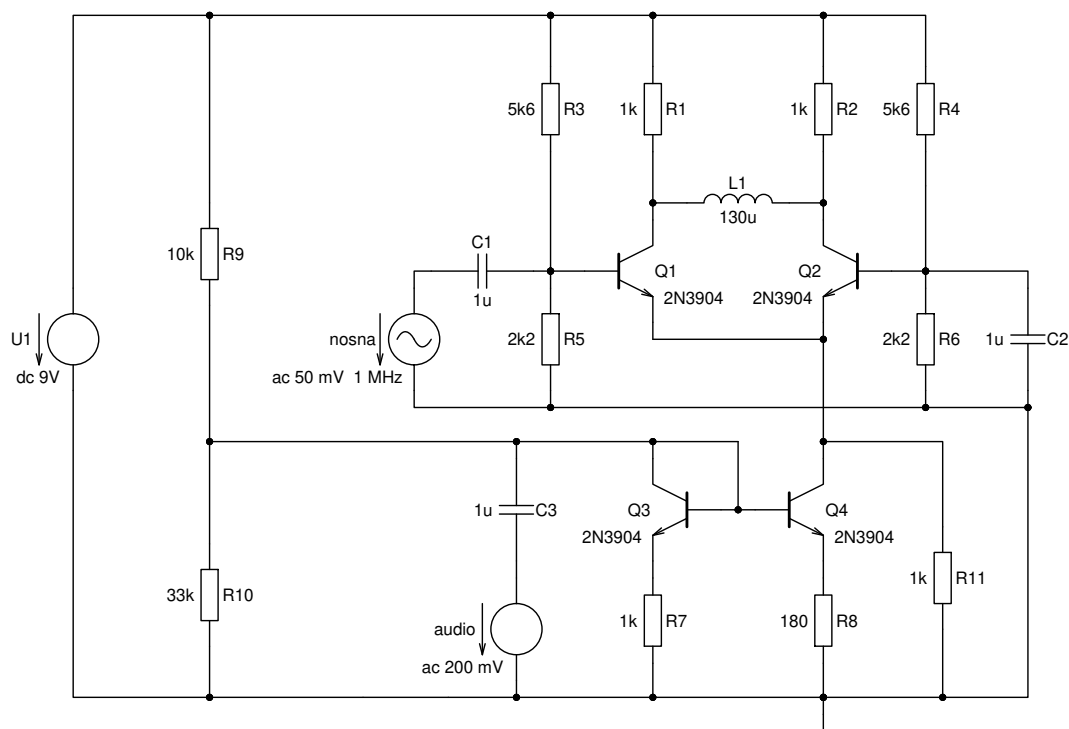 5k6 R3
1k R1
1k R2
5k6 R4
L1
130u
10k R9
C1
1u
Q1
2N3904
Q2
2N3904
U1
dc 9V
nosna
ac 50 mV 1 MHz
2k2 R5
2k2 R6
1u C2
1u C3
Q3
2N3904
Q4
2N3904
33k R10
audio
ac 200 mV
1k R7
180 R8
1k R11